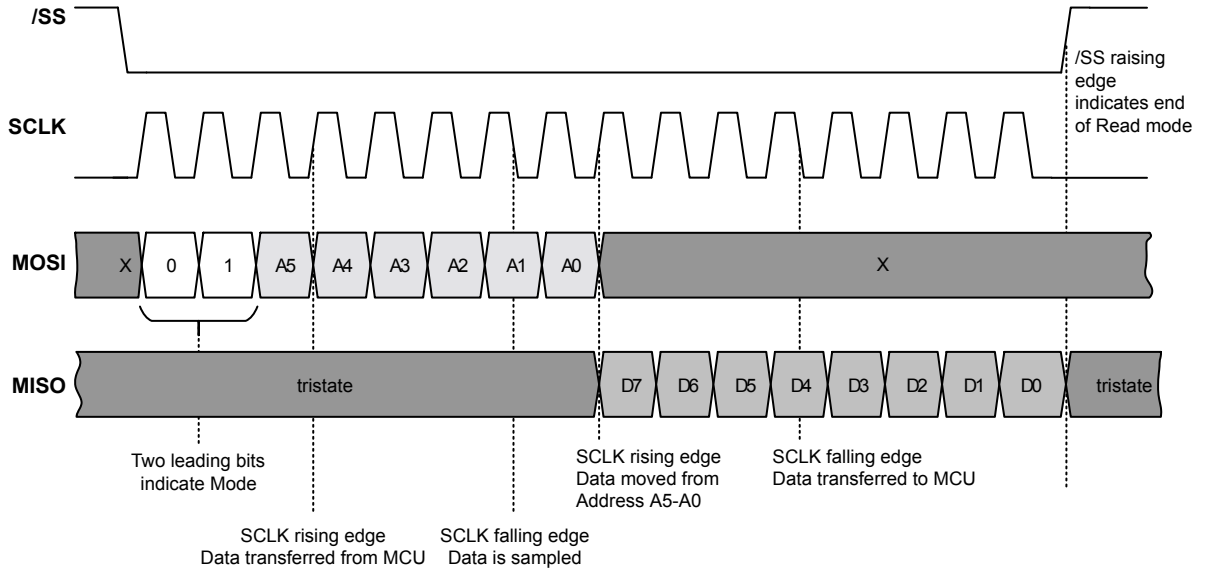 /SS
/SS raising
edge
indicates end
of Read mode
SCLK
MOSI
X 0 1 A5 A4 A3 A2 A1 A0 X
MISO
tristate D7 D6 D5 D4 D3 D2 D1 D0 tristate
Two leading bits
indicate Mode
SCLK rising edge
Data moved from
Address A5-A0
SCLK falling edge
Data transferred to MCU
SCLK rising edge
Data transferred from MCU
SCLK falling edge
Data is sampled